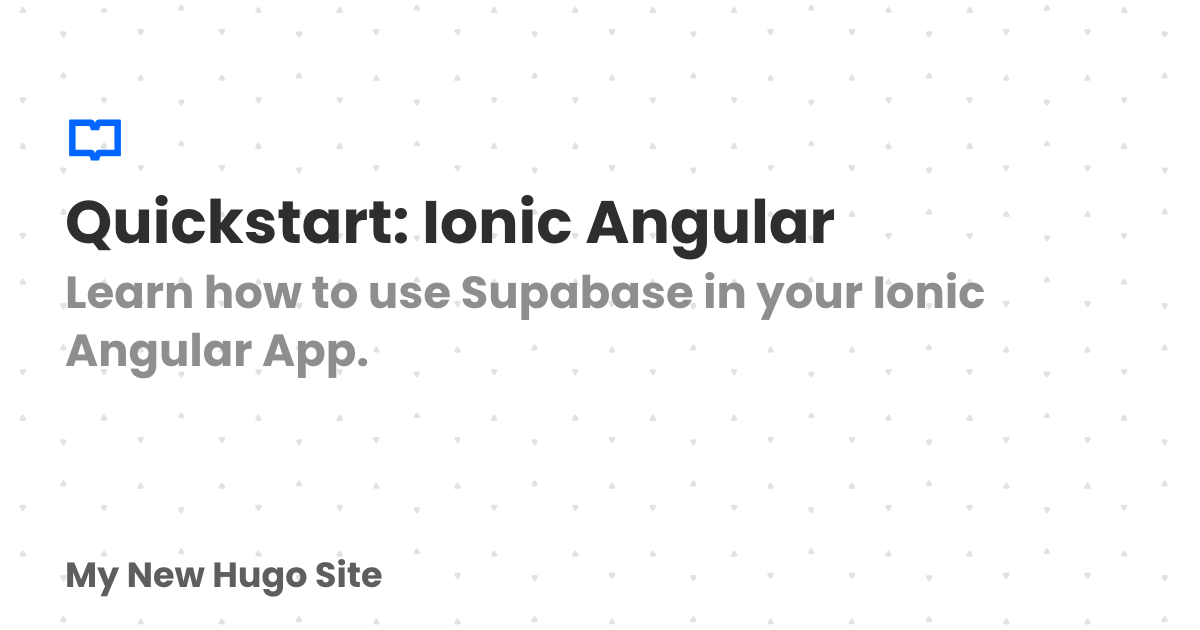 Quickstart: Ionic Angular
Learn how to use Supabase in your Ionic
Angular App.
My New Hugo Site